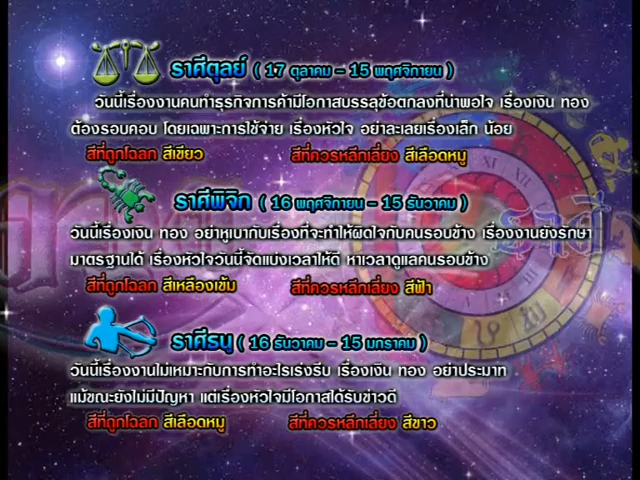 ราศีตุลย์ ( 17 ตุลาคม - 15 พฤศจิกายน )
วันนี้เรื่องงานคนทำธุรกิจการค้ามีโอกาสบรรลุข้อตกลงที่น่าพอใจ เรื่องเงิน ทอง
ต้องรอบคอบ โดยเฉพาะการใช้จ่าย เรื่องหัวใจ อย่าละเลยเรื่องเล็ก น้อย
สีที่ถูกโฉลก สีเขียว สีที่ควรหลีกเลี่ยง สีเลือดหมู
ราศีพิจิก ( 16 พฤศจิกายน - 15 ธันวาคม )
วันนี้เรื่องเงิน ทอง อย่าหูเบากับเรื่องที่จะทำให้ผิดใจกับคนรอบข้าง เรื่องงานยังรักษา
มาตรฐานได้ เรื่องหัวใจวันนี้จัดแบ่งเวลาให้ดี หาเวลาดูแลคนรอบข้าง
สีที่ถูกโฉลก สีเหลืองเข้ม สีที่ควรหลีกเลี่ยง สีฟ้า
ราศีธนู ( 16 ธันวาคม - 15 มกราคม )
วันนี้เรื่องงานไม่เหมาะกับการทำอะไรเร่งรีบ เรื่องเงิน ทอง อย่าประมาท
แม้ขณะยังไม่มีปัญหา แต่เรื่องหัวใจมีโอกาสได้รับข่าวดี
สีที่ถูกโฉลก สีเลือดหมู สีที่ควรหลีกเลี่ยง สีขาว